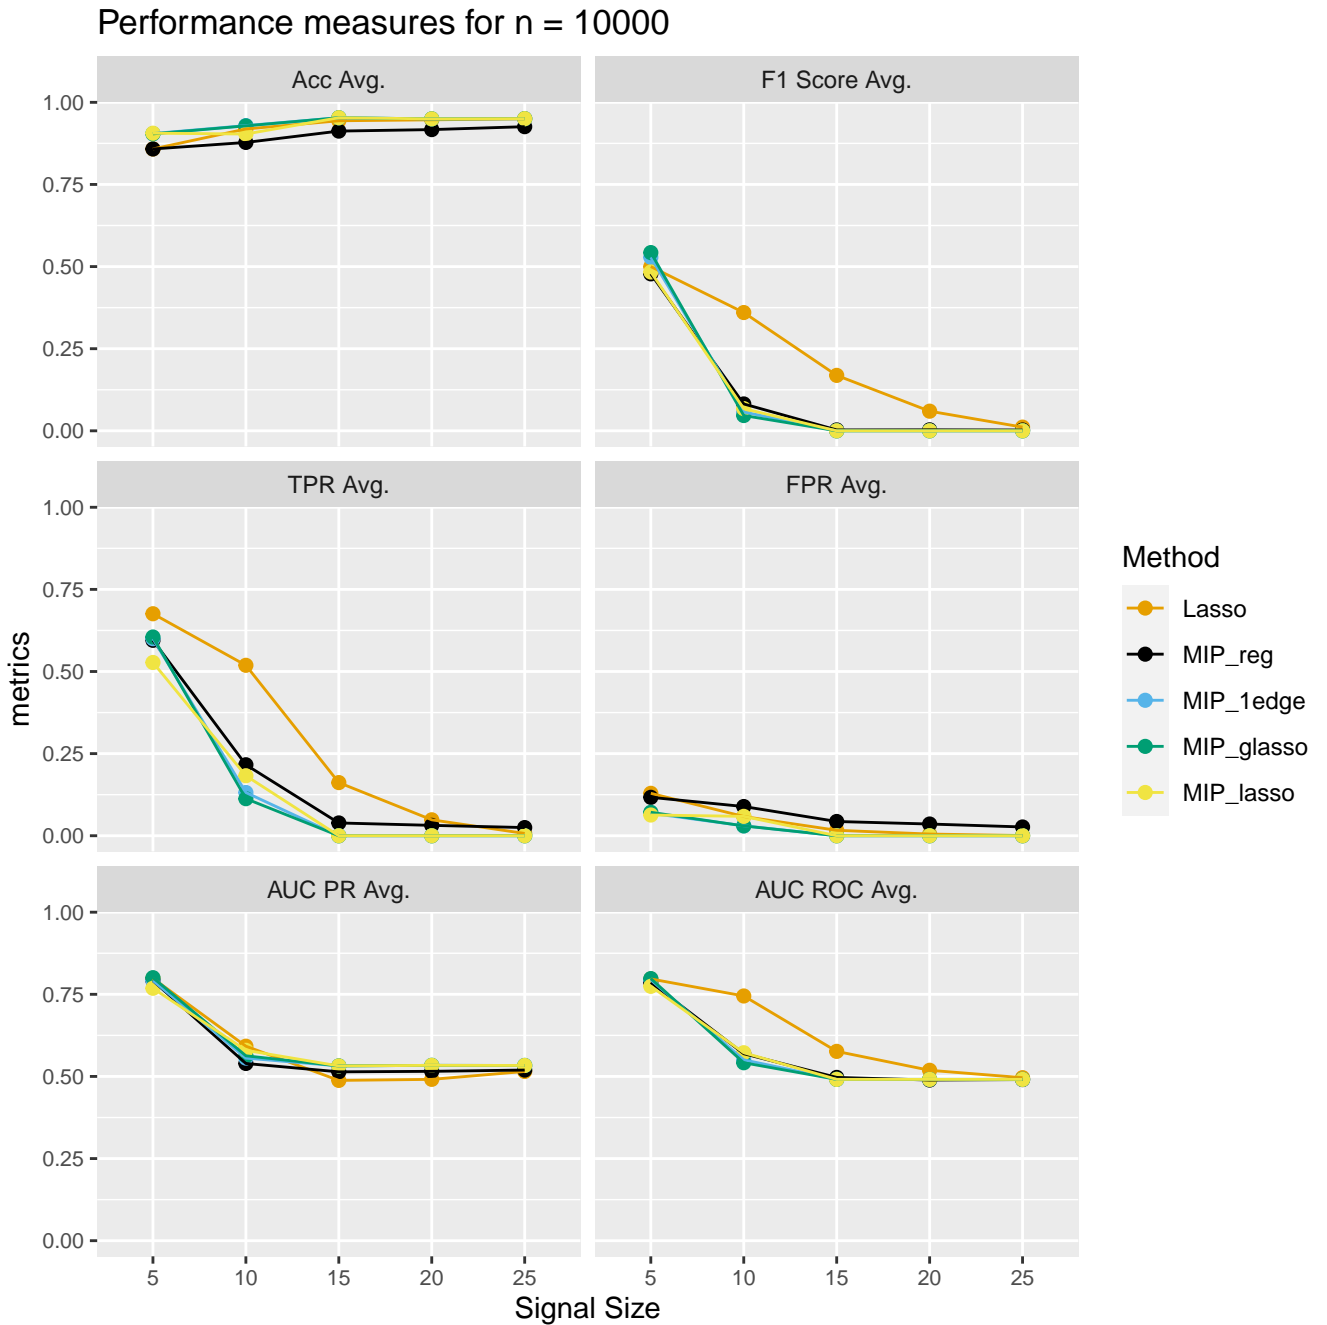 Performance measures for n = 10000
Acc Avg.
F1 Score Avg.
1.00
0.75
0.50
0.25
0.00
TPR Avg.
FPR Avg.
1.00
0.75
0.50
0.25
0.00
AUC PR Avg.
AUC ROC Avg.
1.00
0.75
0.50
0.25
0.00
5 10 15 20 25
5 10 15 20 25
Signal Size
metrics
Method
Lasso
MIP_reg
MIP_1edge
MIP_glasso
MIP_lasso